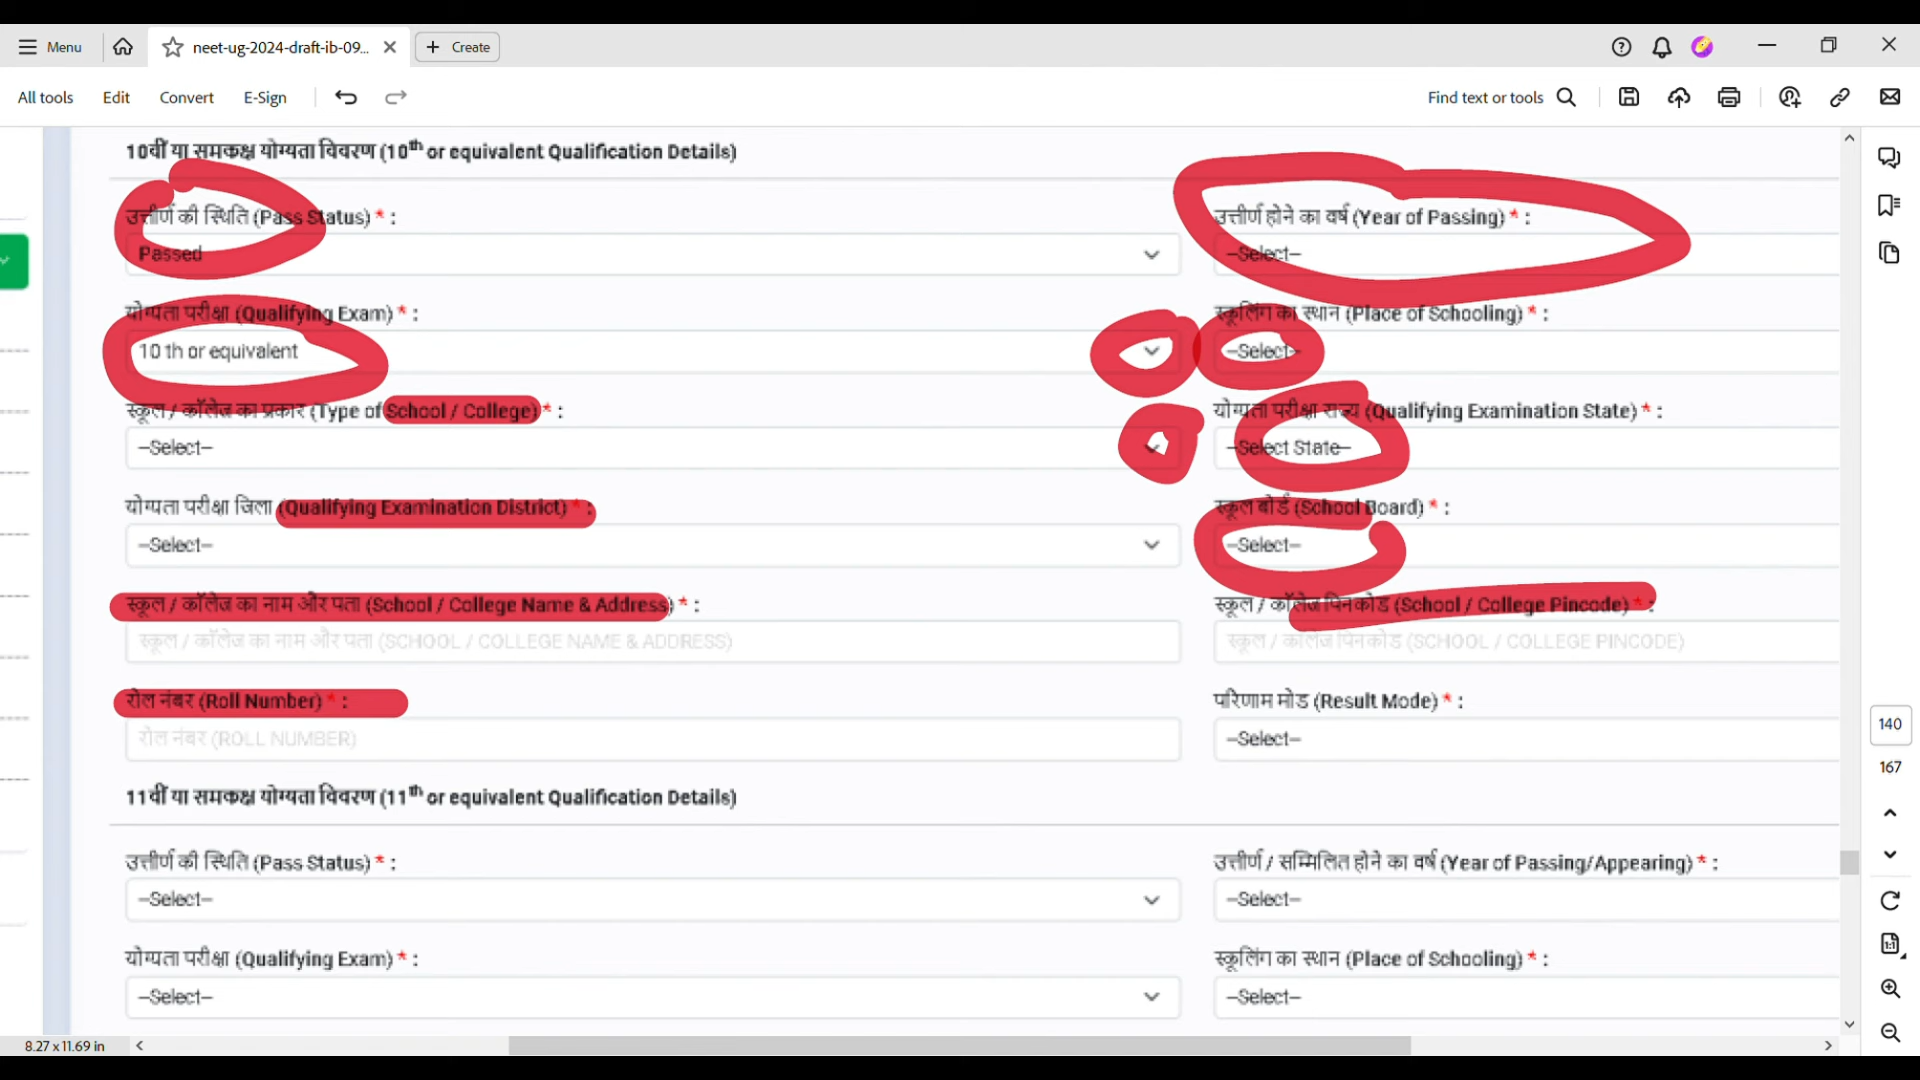 Menu
neet-ug-2024-draft-ib-09...
Create
All tools Edit Convert E-Sign
Find text or tools
10वीं या समकक्ष योग्यता विवरण (10th or equivalent Qualification Details)
उत्तीर्ण की स्थिति (Pass Status) * :
उत्तीर्ण होने का वर्ष (Year of Passing) * :
Passed
--Select--
योग्यता परीक्षा (Qualifying Exam) * :
स्कूलिंग का स्थान (Place of Schooling) * :
10 th or equivalent
--Select--
स्कूल / कॉलेज का प्रकार (Type of School / College) * :
योग्यता परीक्षा राज्य (Qualifying Examination State) * :
--Select--
--Select State--
योग्यता परीक्षा जिला (Qualifying Examination District) * :
स्कूल बोर्ड (School Board) * :
--Select--
--Select--
स्कूल / कॉलेज का नाम और पता (School / College Name & Address) * :
स्कूल / कॉलेज पिनकोड (School / College Pincode) * :
स्कूल / कॉलेज का नाम और पता (SCHOOL / COLLEGE NAME & ADDRESS)
स्कूल / कॉलेज पिनकोड (SCHOOL / COLLEGE PINCODE)
रोल नंबर (Roll Number) * :
परिणाम मोड (Result Mode) * :
रोल नंबर (ROLL NUMBER)
--Select--
140
167
11वीं या समकक्ष योग्यता विवरण (11th or equivalent Qualification Details)
उत्तीर्ण की स्थिति (Pass Status) * :
उत्तीर्ण / सम्मिलित होने का वर्ष (Year of Passing/Appearing) * :
--Select--
--Select--
योग्यता परीक्षा (Qualifying Exam) * :
स्कूलिंग का स्थान (Place of Schooling) * :
--Select--
--Select--
8.27 x 11.69 in